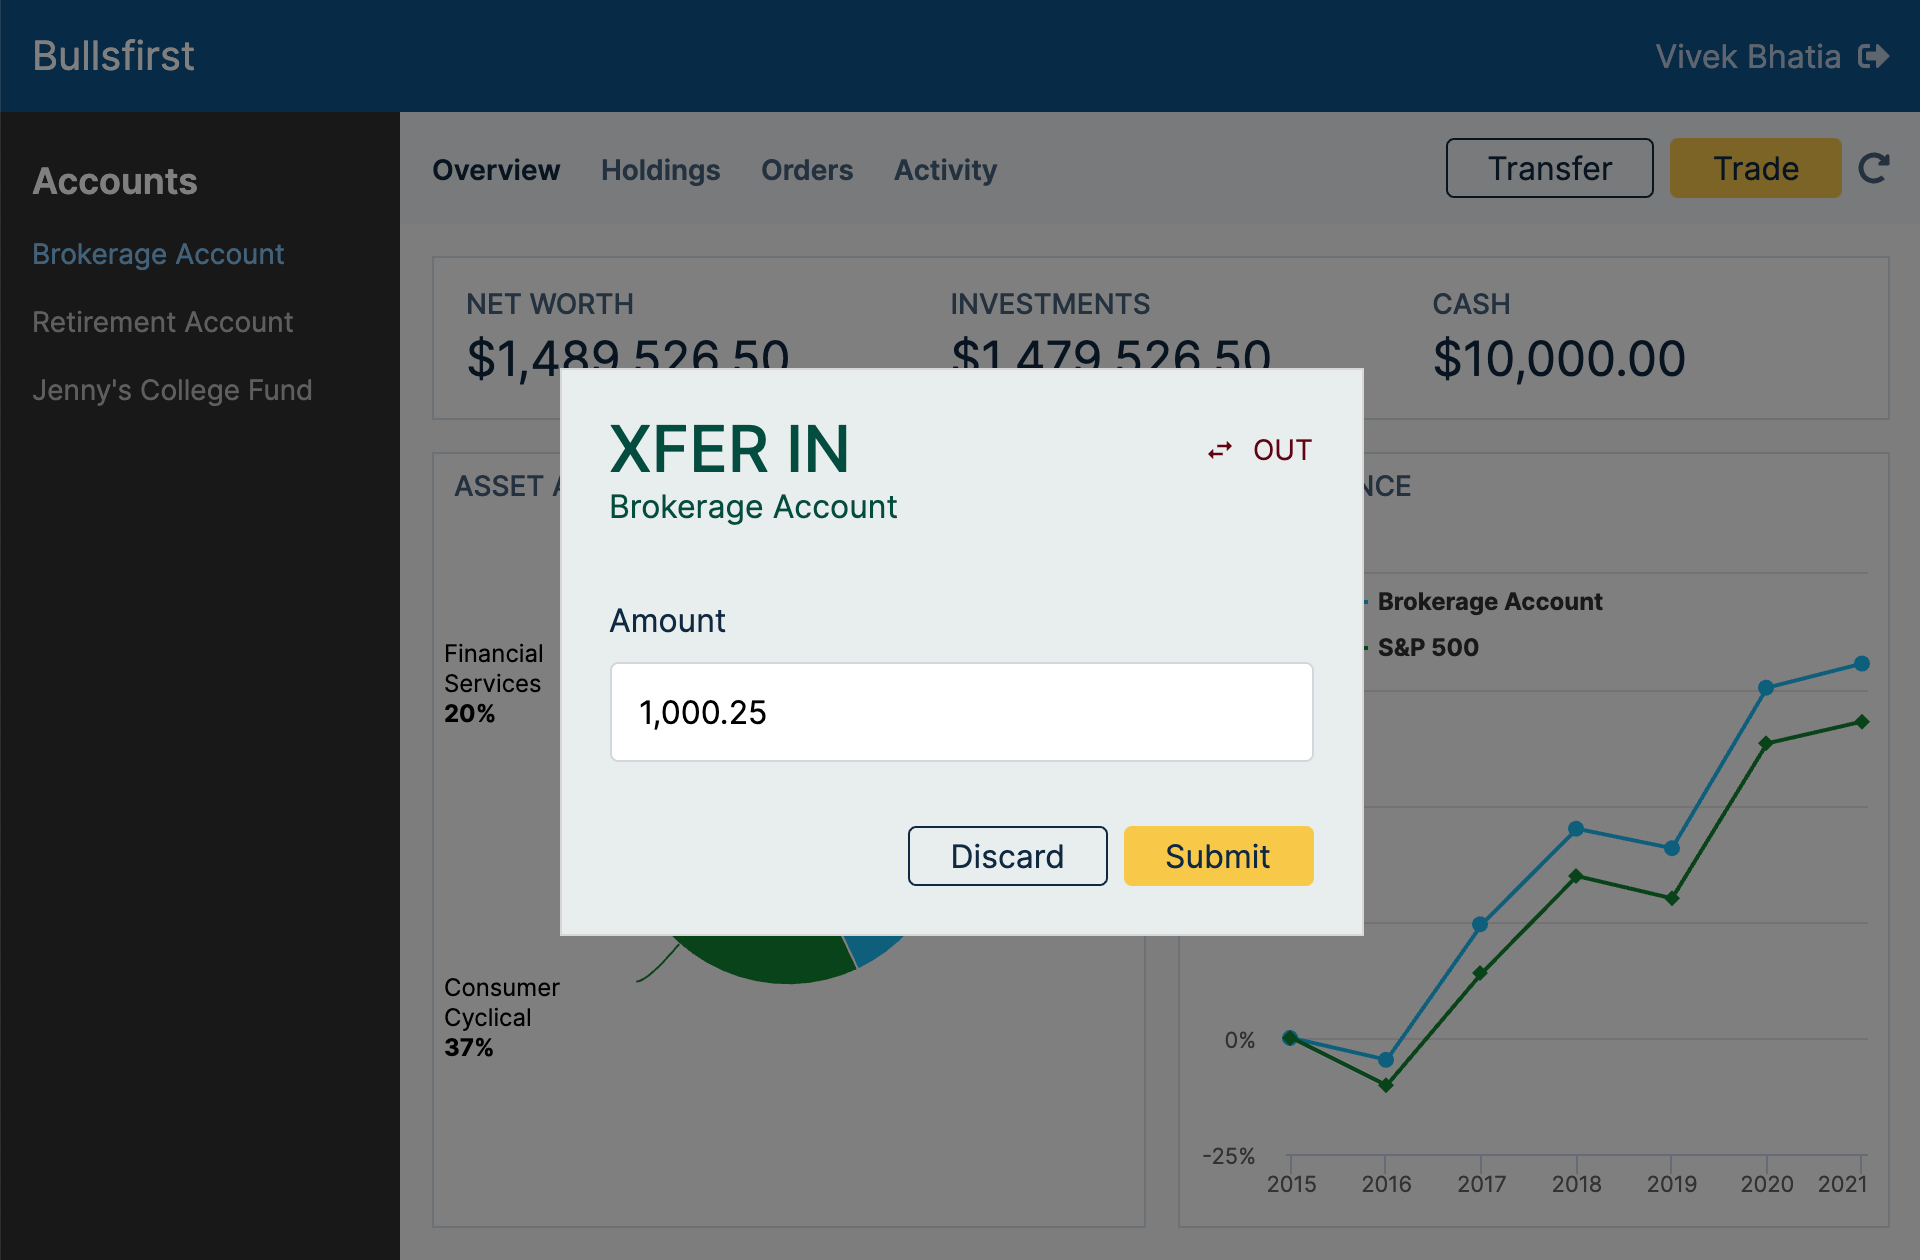 Bullsfirst
Vivek Bhatia
Accounts
Brokerage Account
Retirement Account
Jenny's College Fund
Overview Holdings Orders Activity
Transfer Trade
NET WORTH
$1,489,526.50
INVESTMENTS
$1,479,526.50
CASH
$10,000.00
ASSET
XFER IN
OUT
Brokerage Account
Amount
1,000.25
Discard Submit
Financial
Services
20%
Consumer
Cyclical
37%
Brokerage Account
S&P 500
0%
-25%
2015 2016 2017 2018 2019 2020 2021